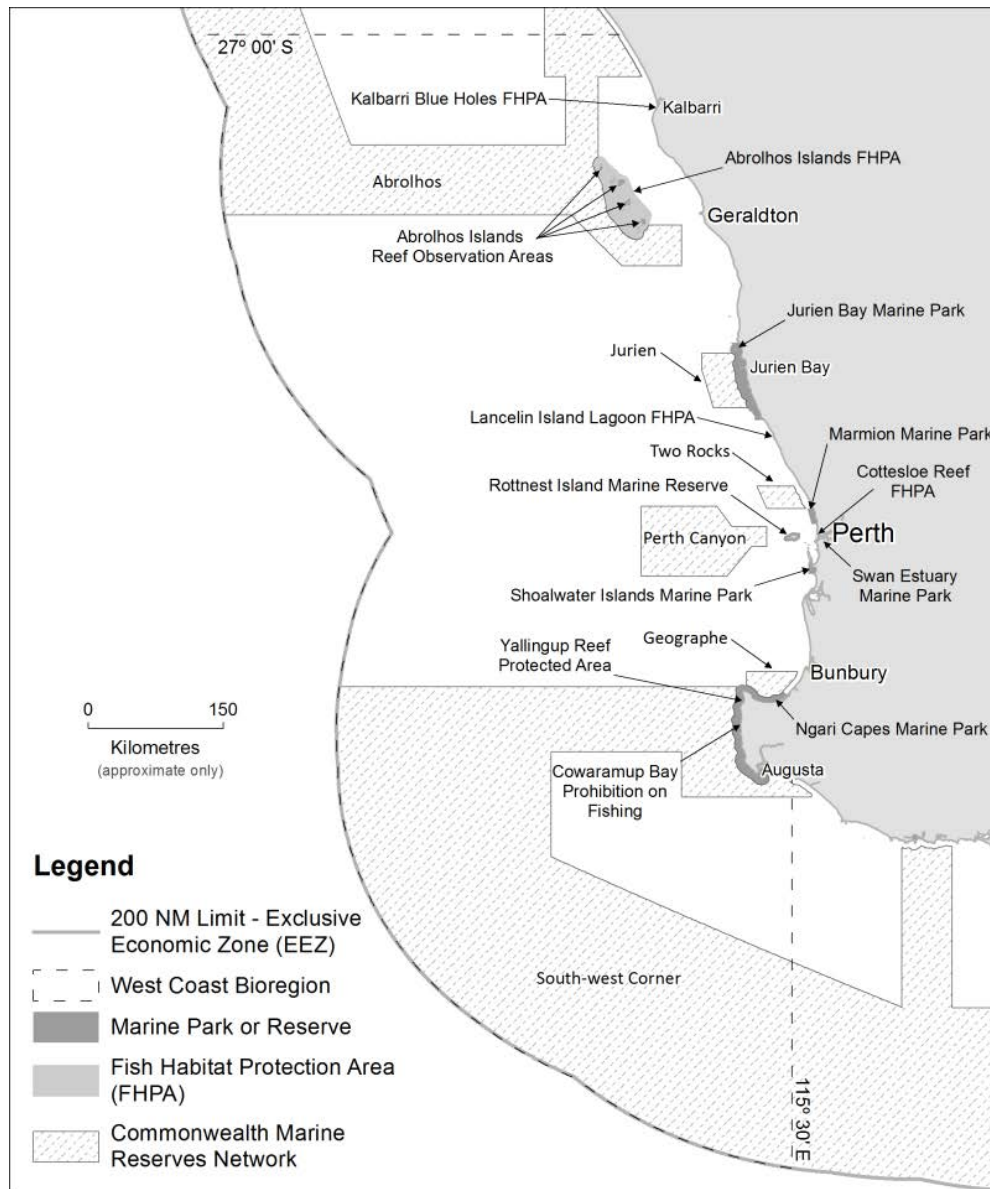 27º 00' S
Kalbarri Blue Holes FHPA
Kalbarri
Abrolhos Islands FHPA
Abrolhos
Geraldton
Abrolhos Islands
Reef Observation Areas
Jurien Bay Marine Park
Jurien
Jurien Bay
Lancelin Island Lagoon FHPA
Marmion Marine Park
Two Rocks
Cottesloe Reef
FHPA
Rottnest Island Marine Reserve
Perth Canyon
Perth
Swan Estuary
Marine Park
Shoalwater Islands Marine Park
Geographe
Yallingup Reef
Protected Area
Bunbury
0 150
Kilometres
(approximate only)
Ngari Capes Marine Park
Cowaramup Bay
Prohibition on
Fishing
Augusta
Legend
200 NM Limit - Exclusive
Economic Zone (EEZ)
West Coast Bioregion
Marine Park or Reserve
Fish Habitat Protection Area
(FHPA)
Commonwealth Marine
Reserves Network
South-west Corner
115º 30' E